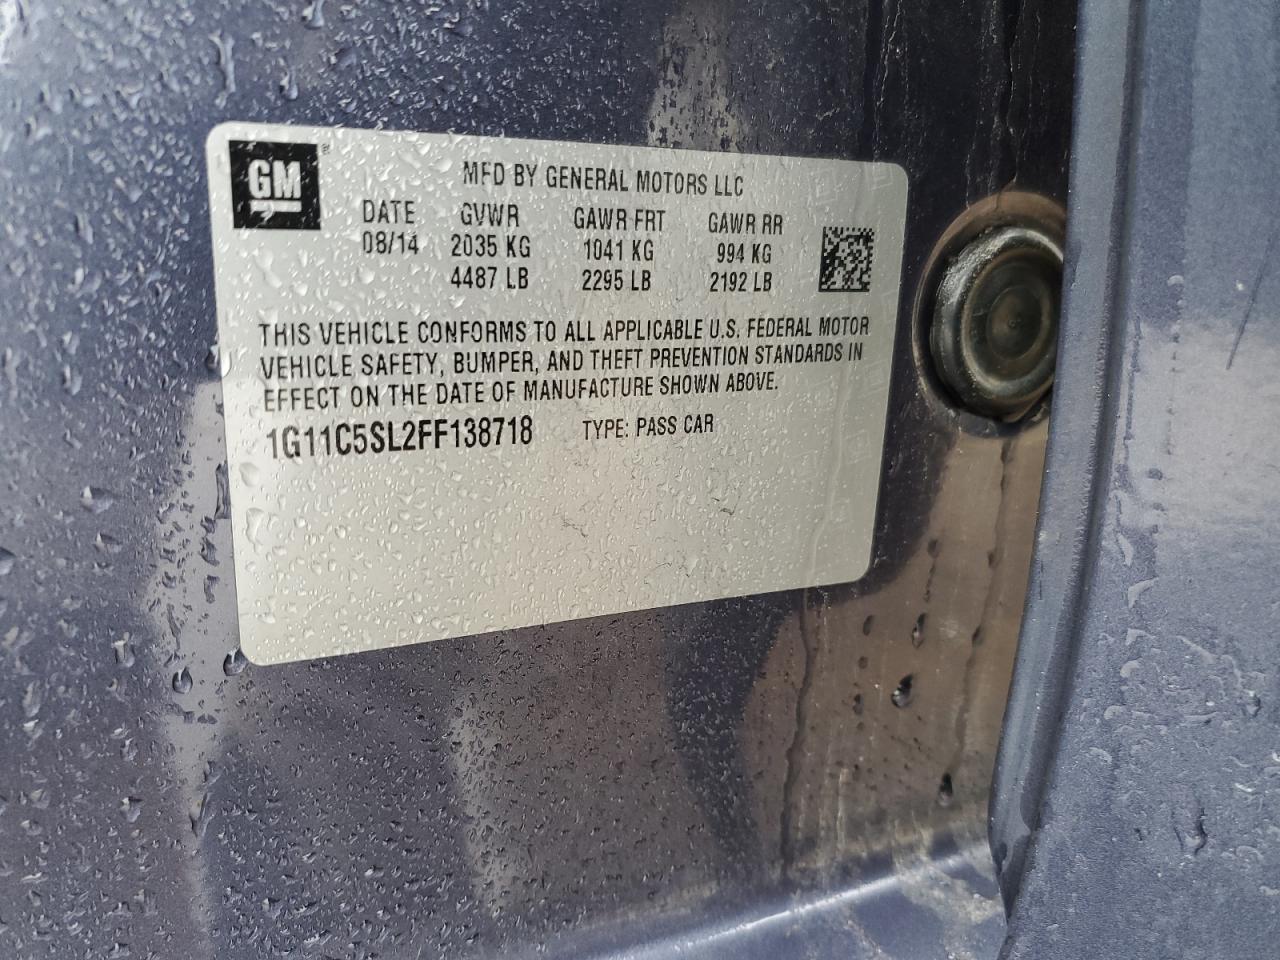 GM
MFD BY GENERAL MOTORS LLC
DATE GVWR GAWR FRT GAWR RR
08/14 2035 KG 1041 KG 994 KG
4487 LB 2295 LB 2192 LB
THIS VEHICLE CONFORMS TO ALL APPLICABLE U.S. FEDERAL MOTOR
VEHICLE SAFETY, BUMPER, AND THEFT PREVENTION STANDARDS IN
EFFECT ON THE DATE OF MANUFACTURE SHOWN ABOVE.
1G11C5SL2FF138718 TYPE: PASS CAR